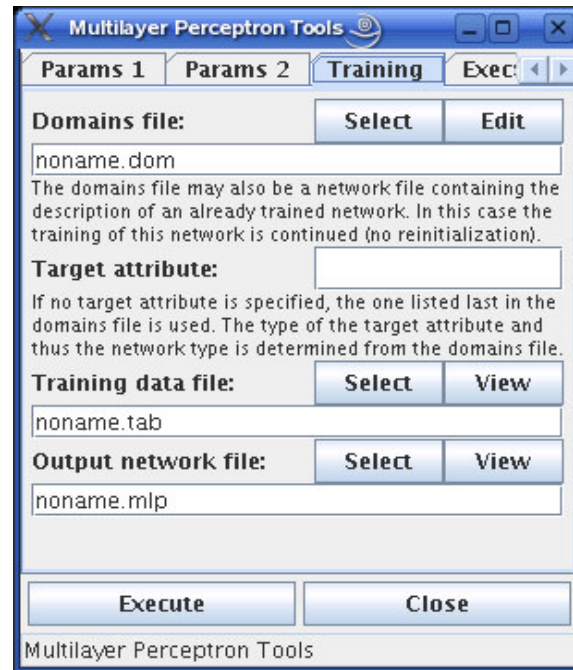 Multilayer Perceptron Tools
Params 1 Params 2 Training
Domains file: Select Edit
noname.dom
The domains file may also be a network file containing the
description of an already trained network. In this case the
training of this network is continued (no reinitialization).
Target attribute:
If no target attribute is specified, the one listed last in the
domains file is used. The type of the target attribute and
thus the network type is determined from the domains file.
Training data file: Select View
noname.tab
Output network file: Select View
noname.mlp
Execute Close
Multilayer Perceptron Tools